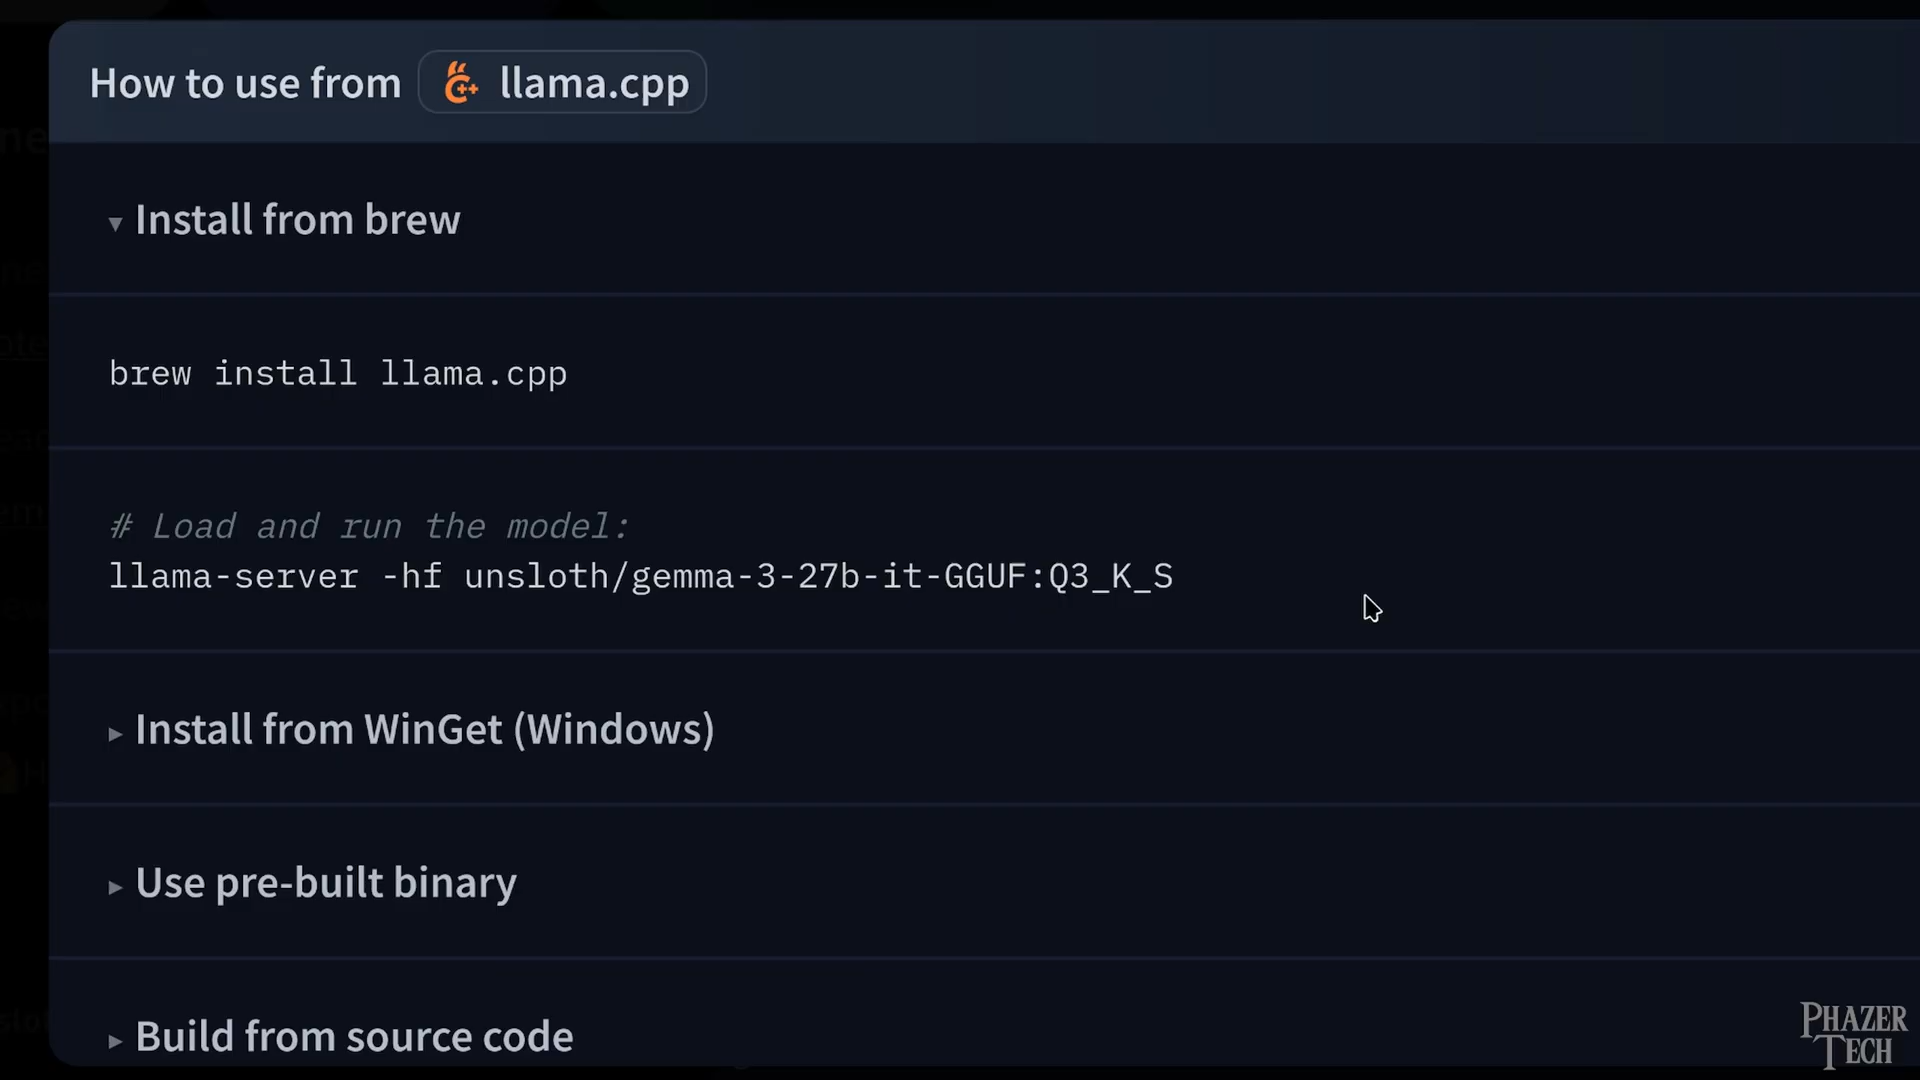 How to use from llama.cpp
Install from brew
brew install llama.cpp
# Load and run the model:
llama-server -hf unsloth/gemma-3-27b-it-GGUF:Q3_K_S
Install from WinGet (Windows)
Use pre-built binary
Build from source code
PHAZER
TECH